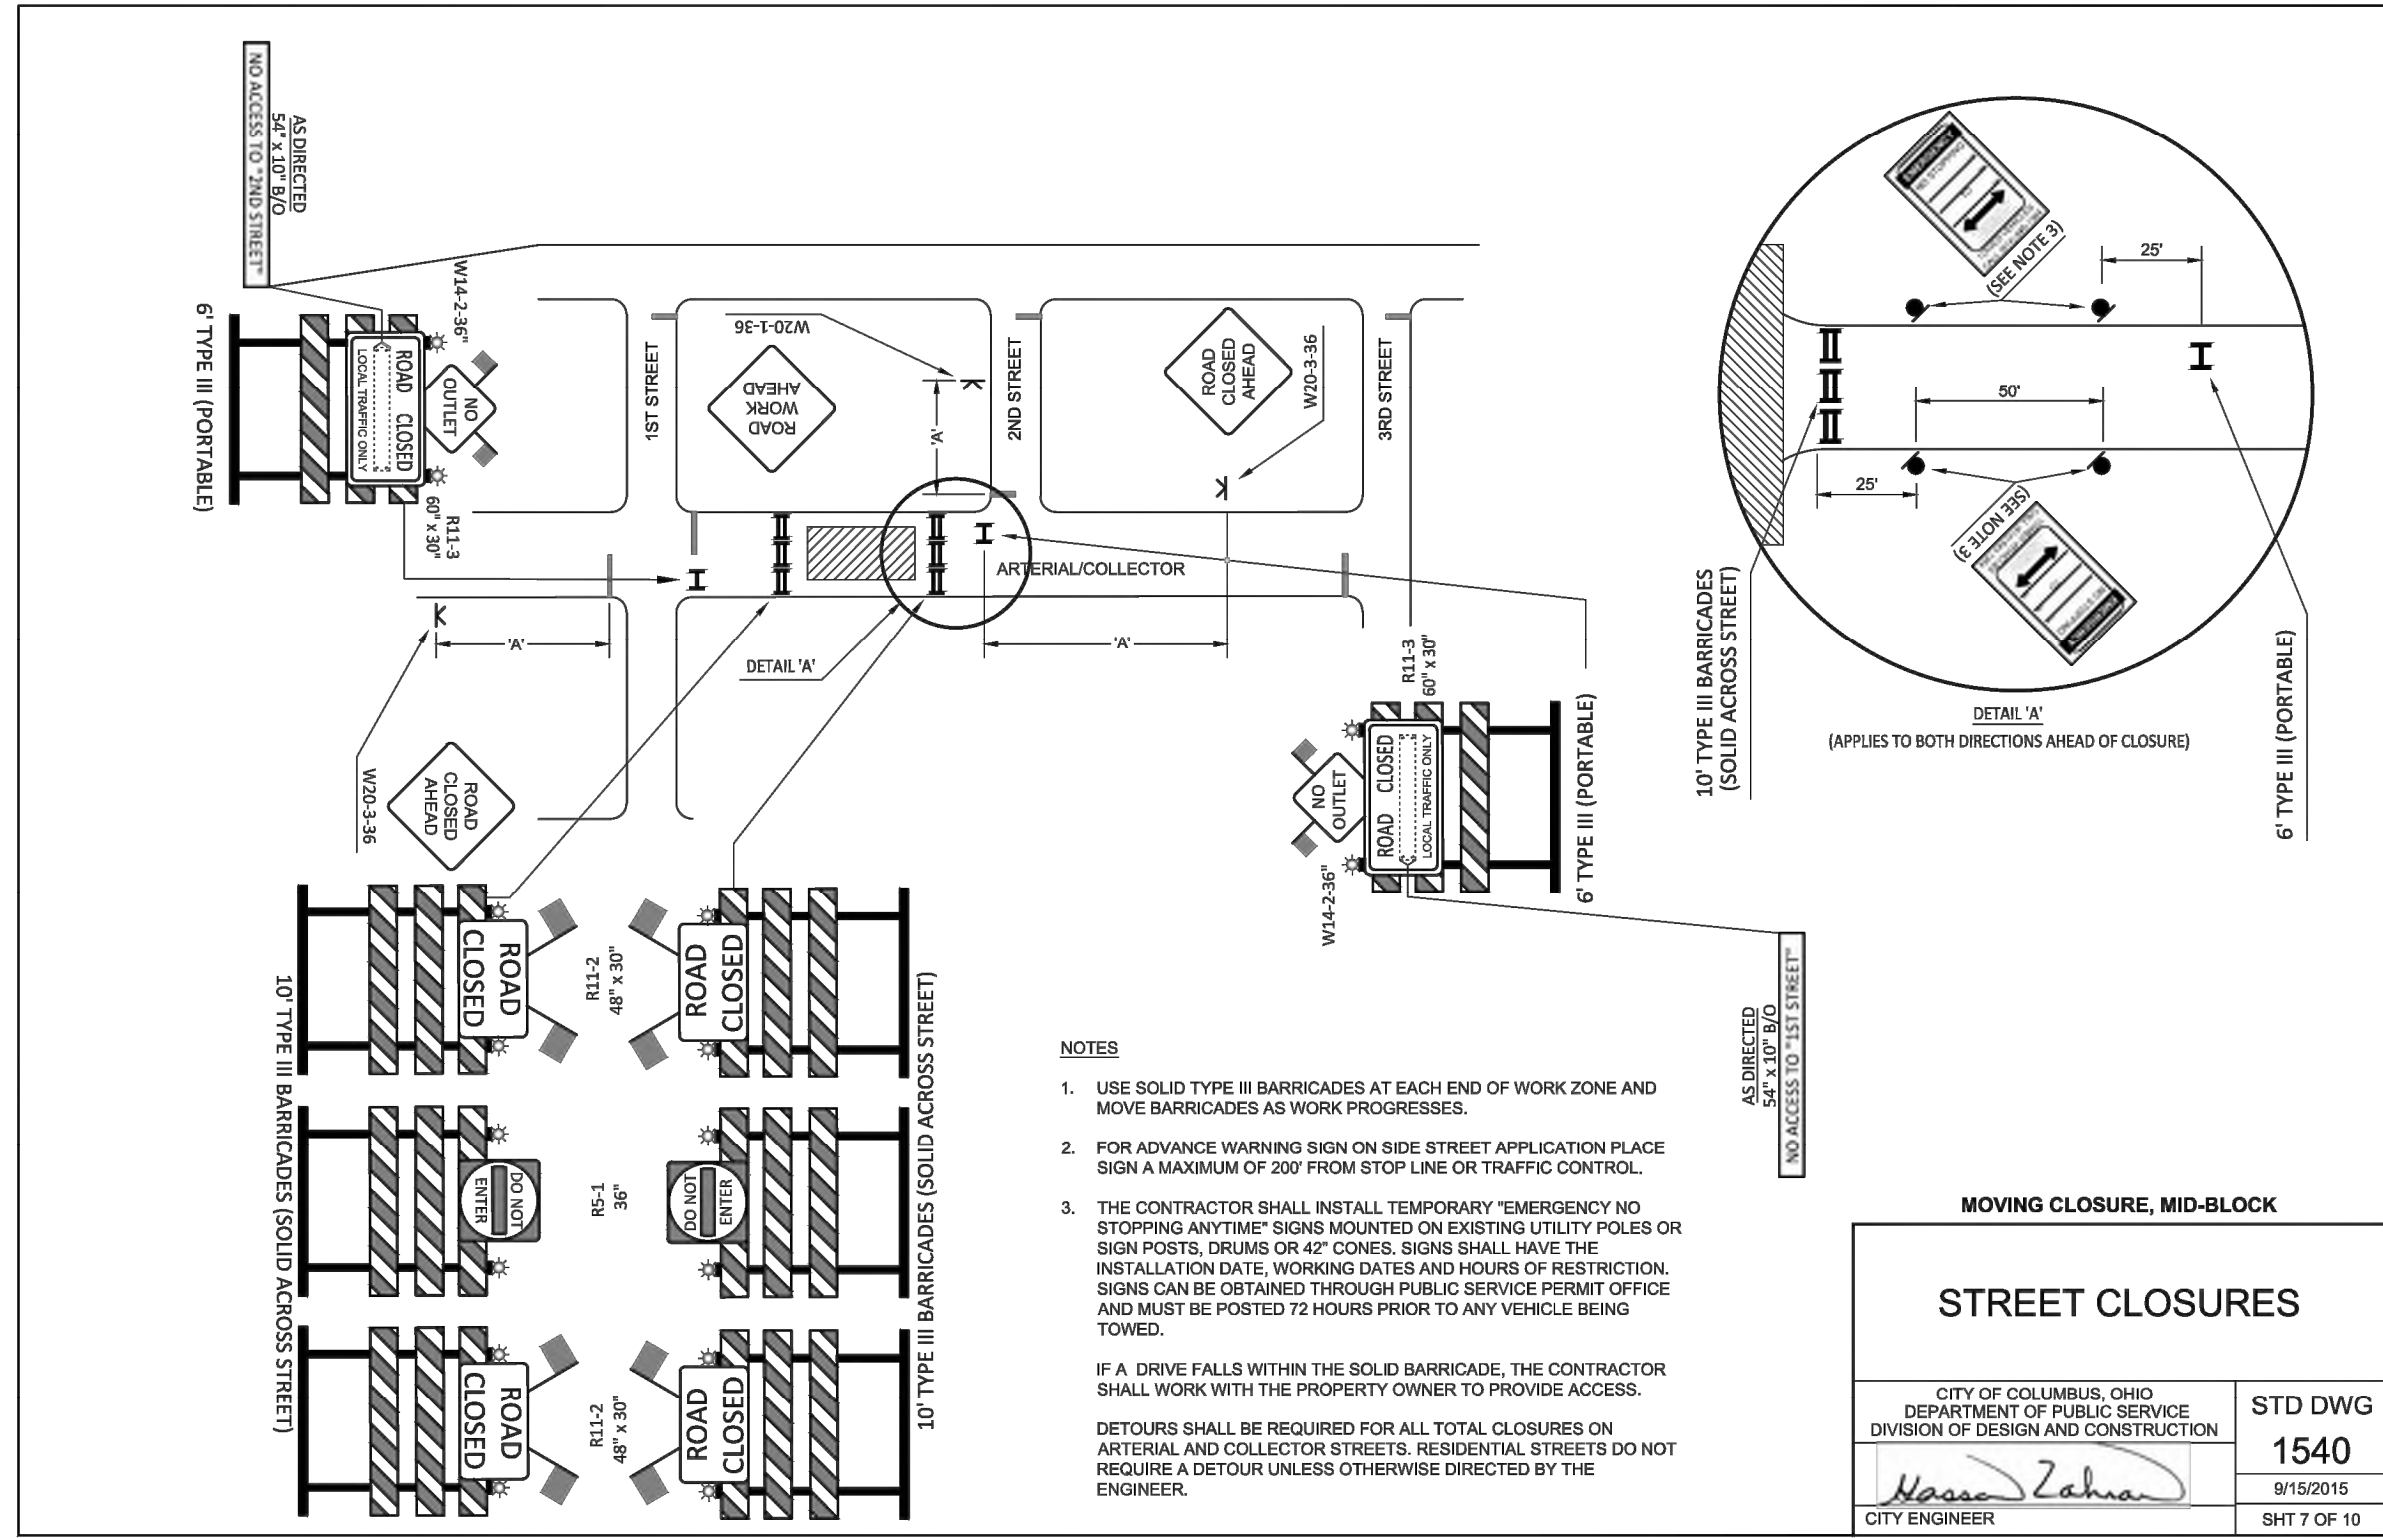 NO ACCESS TO "2ND STREET"
AS DIRECTED
54" x 10" B/O
6' TYPE III (PORTABLE)
W14-2-36"
NO
OUTLET
ROAD CLOSED
LOCAL TRAFFIC ONLY
R11-3
60" x 30"
1ST STREET
W20-1-36
ROAD
WORK
AHEAD
'A'
2ND STREET
ROAD
CLOSED
AHEAD
W20-3-36
3RD STREET
ARTERIAL/COLLECTOR
'A'
'A'
DETAIL 'A'
W20-3-36
ROAD
CLOSED
AHEAD
EMERGENCY
NO STOPPING
TO
(SEE NOTE 3)
25'
50'
25'
(SEE NOTE 3)
NO STOPPING
EMERGENCY
10' TYPE III BARRICADES
(SOLID ACROSS STREET)
6' TYPE III (PORTABLE)
DETAIL 'A'
(APPLIES TO BOTH DIRECTIONS AHEAD OF CLOSURE)
R11-3
60" x 30"
NO
OUTLET
ROAD CLOSED
LOCAL TRAFFIC ONLY
W14-2-36"
6' TYPE III (PORTABLE)
AS DIRECTED
54" x 10" B/O
NO ACCESS TO "1ST STREET"
10' TYPE III BARRICADES (SOLID ACROSS STREET)
ROAD
CLOSED
R11-2
48" x 30"
ROAD
CLOSED
DO NOT
ENTER
R5-1
36"
DO NOT
ENTER
ROAD
CLOSED
R11-2
48" x 30"
ROAD
CLOSED
10' TYPE III BARRICADES (SOLID ACROSS STREET)
NOTES
1. USE SOLID TYPE III BARRICADES AT EACH END OF WORK ZONE AND
MOVE BARRICADES AS WORK PROGRESSES.
2. FOR ADVANCE WARNING SIGN ON SIDE STREET APPLICATION PLACE
SIGN A MAXIMUM OF 200' FROM STOP LINE OR TRAFFIC CONTROL.
3. THE CONTRACTOR SHALL INSTALL TEMPORARY "EMERGENCY NO
STOPPING ANYTIME" SIGNS MOUNTED ON EXISTING UTILITY POLES OR
SIGN POSTS, DRUMS OR 42" CONES. SIGNS SHALL HAVE THE
INSTALLATION DATE, WORKING DATES AND HOURS OF RESTRICTION.
SIGNS CAN BE OBTAINED THROUGH PUBLIC SERVICE PERMIT OFFICE
AND MUST BE POSTED 72 HOURS PRIOR TO ANY VEHICLE BEING
TOWED.
IF A DRIVE FALLS WITHIN THE SOLID BARRICADE, THE CONTRACTOR
SHALL WORK WITH THE PROPERTY OWNER TO PROVIDE ACCESS.
DETOURS SHALL BE REQUIRED FOR ALL TOTAL CLOSURES ON
ARTERIAL AND COLLECTOR STREETS. RESIDENTIAL STREETS DO NOT
REQUIRE A DETOUR UNLESS OTHERWISE DIRECTED BY THE
ENGINEER.
MOVING CLOSURE, MID-BLOCK
STREET CLOSURES
CITY OF COLUMBUS, OHIO
DEPARTMENT OF PUBLIC SERVICE
DIVISION OF DESIGN AND CONSTRUCTION
CITY ENGINEER
STD DWG
1540
9/15/2015
SHT 7 OF 10